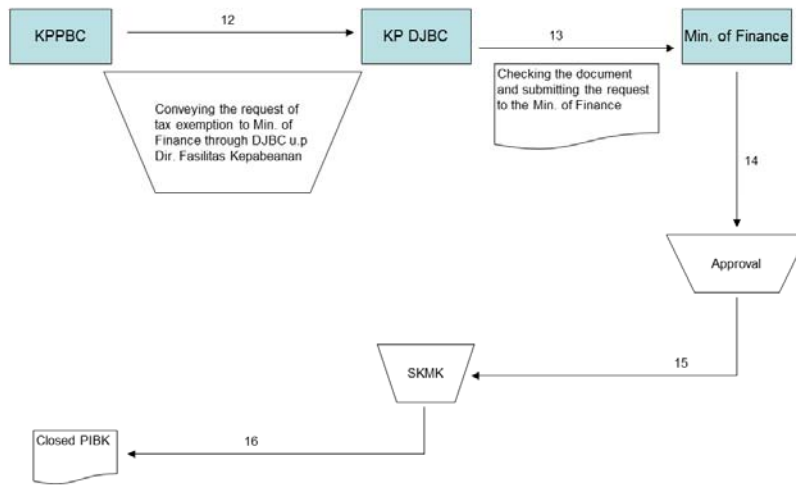 12
13
KPPBC
KP DJBC
Min. of Finance
Conveying the request of
tax exemption to Min. of
Finance through DJBC u.p
Dir. Fasilitas Kepabeanan
Checking the document
and submitting the request
to the Min. of Finance
14
Approval
15
SKMK
16
Closed PIBK